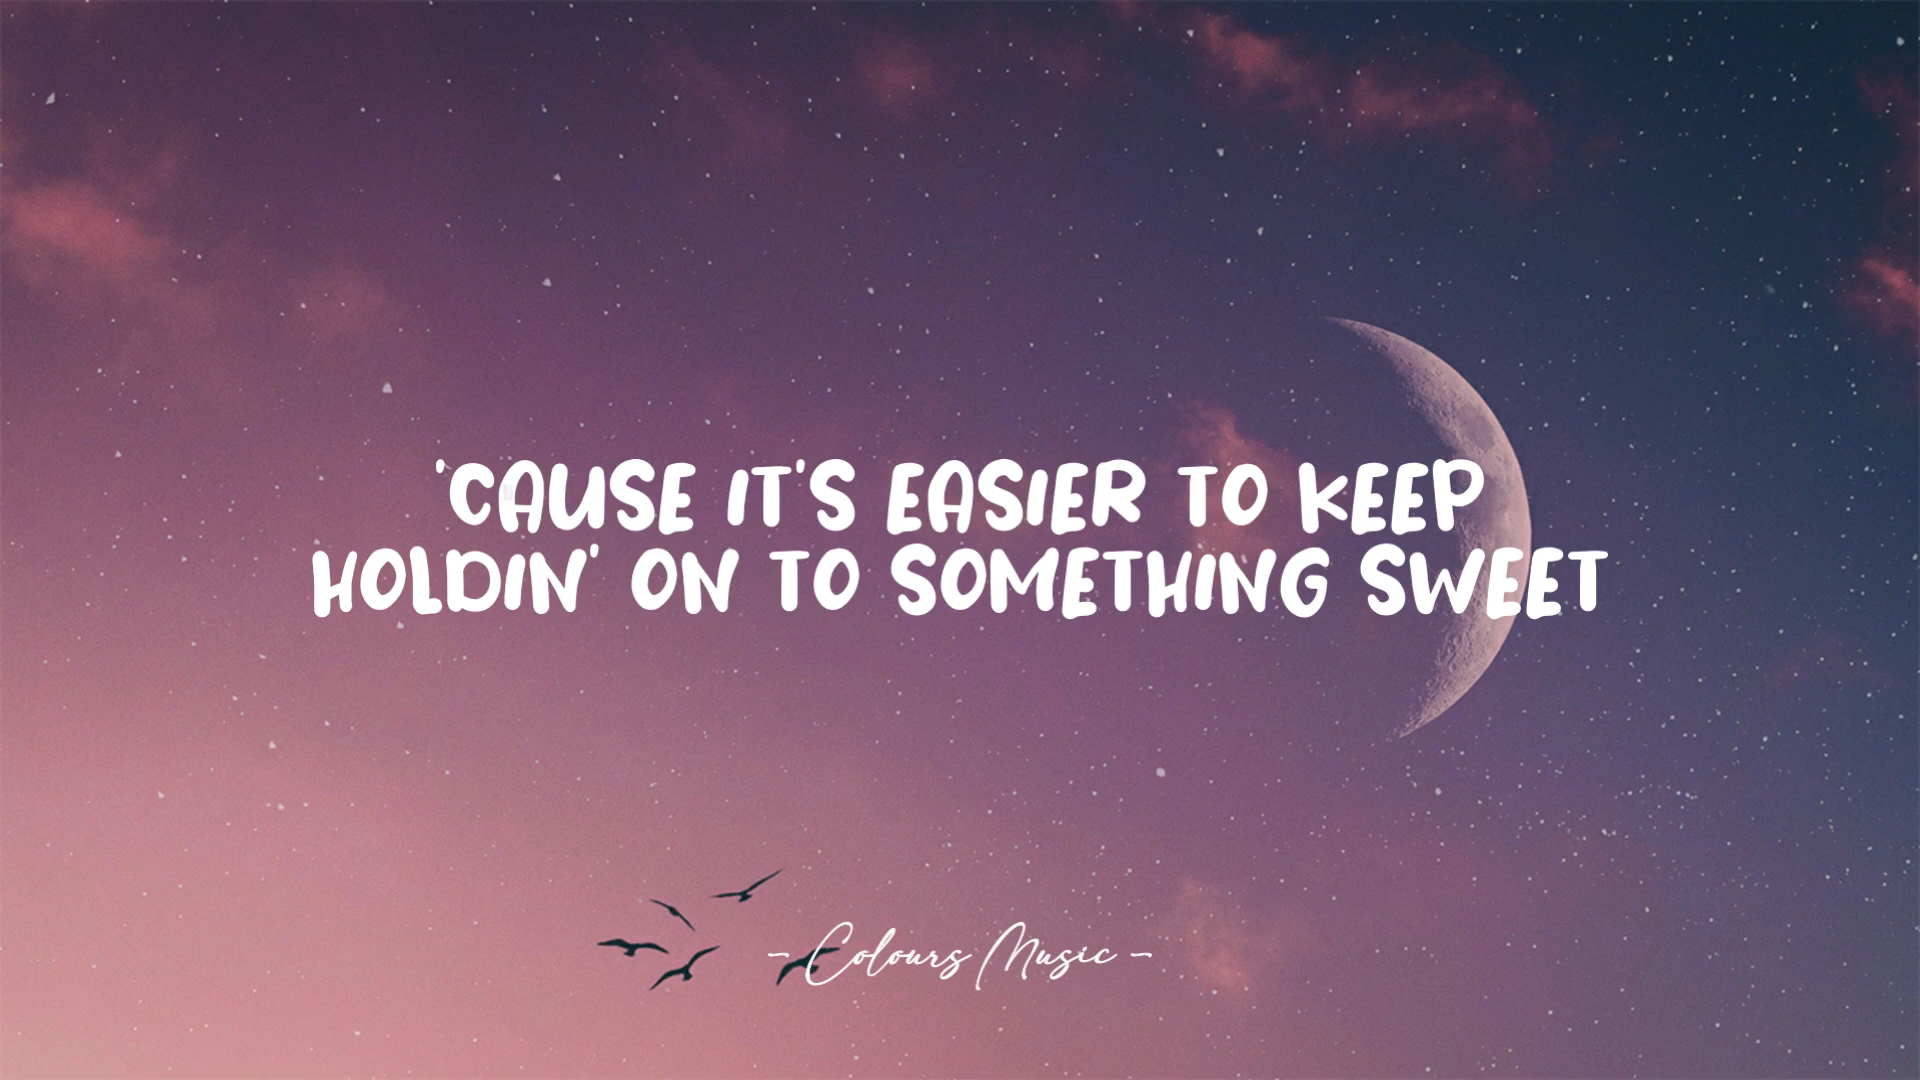 'CAUSE IT'S EASIER TO KEEP
HOLDIN' ON TO SOMETHING SWEET
- Colours Music -